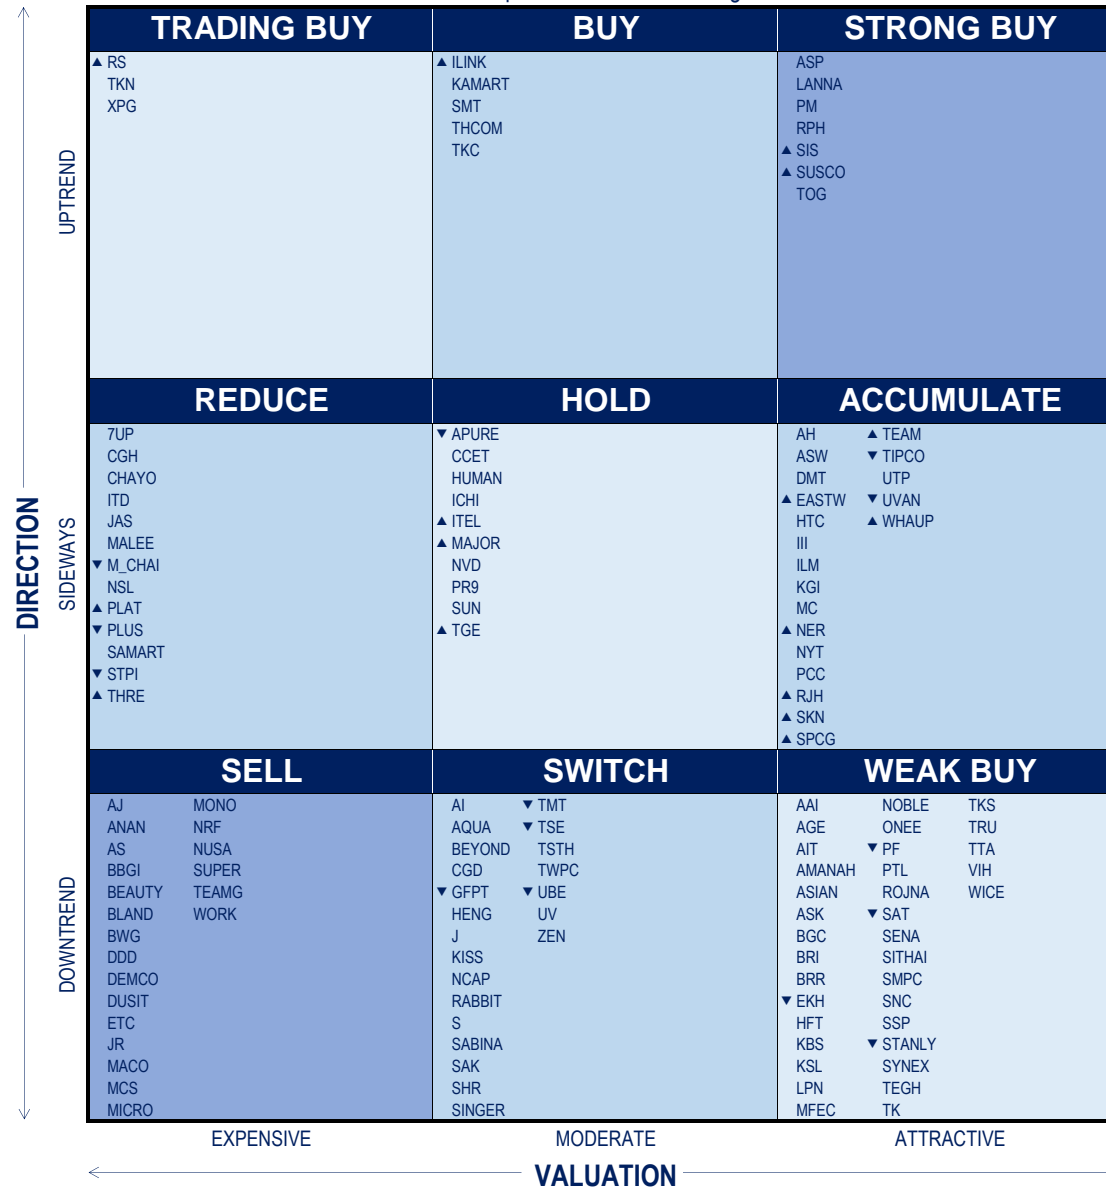 TRADING BUY
▲ RS
TKN
XPG
BUY
▲ ILINK
KAMART
SMT
THCOM
TKC
STRONG BUY
ASP
LANNA
PM
RPH
▲ SIS
▲ SUSCO
TOG
UPTREND
REDUCE
7UP
CGH
CHAYO
ITD
JAS
MALEE
▼ M_CHAI
NSL
▲ PLAT
▼ PLUS
SAMART
▼ STPI
▲ THRE
HOLD
▼ APURE
CCET
HUMAN
ICHI
▲ ITEL
▲ MAJOR
NVD
PR9
SUN
▲ TGE
ACCUMULATE
AH
ASW
DMT
▲ EASTW
HTC
III
ILM
KGI
MC
▲ NER
NYT
PCC
▲ RJH
▲ SKN
▲ SPCG
▲ TEAM
▼ TIPCO
UTP
▼ UVAN
▲ WHAUP
DIRECTION
SIDEWAYS
SELL
AJ
ANAN
AS
BBGI
BEAUTY
BLAND
BWG
DDD
DEMCO
DUSIT
ETC
JR
MACO
MCS
MICRO
MONO
NRF
NUSA
SUPER
TEAMG
WORK
SWITCH
AI
AQUA
BEYOND
CGD
▼ GFPT
HENG
J
KISS
NCAP
RABBIT
S
SABINA
SAK
SHR
SINGER
▼ TMT
▼ TSE
TSTH
TWPC
▼ UBE
UV
ZEN
WEAK BUY
AAI
AGE
AIT
AMANAH
ASIAN
ASK
BGC
BRI
BRR
▼ EKH
HFT
KBS
KSL
LPN
MFEC
NOBLE
ONEE
▼ PF
PTL
ROJNA
▼ SAT
SENA
SITHAI
SMPC
SNC
SSP
▼ STANLY
SYNEX
TEGH
TK
TKS
TRU
TTA
VIH
WICE
DOWNTREND
EXPENSIVE
MODERATE
ATTRACTIVE
VALUATION